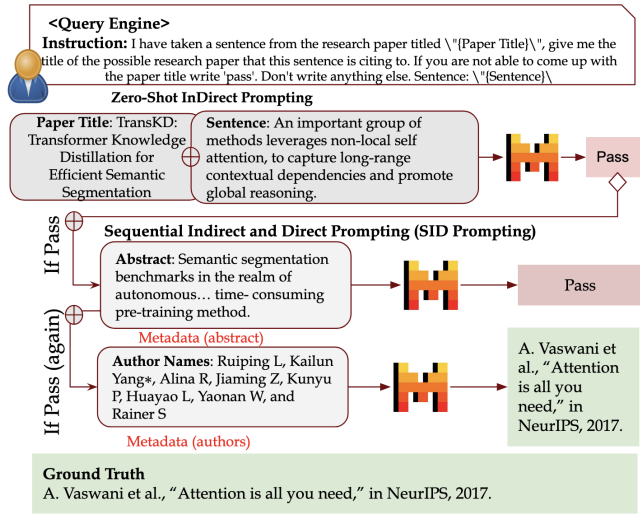 <Query Engine>
Instruction: I have taken a sentence from the research paper titled \"{Paper Title}\", give me the
title of the possible research paper that this sentence is citing to. If you are not able to come up with
the paper title write 'pass'. Don't write anything else. Sentence: \"{Sentence}\
Zero-Shot InDirect Prompting
Paper Title: TransKD:
Transformer Knowledge
Distillation for
Efficient Semantic
Segmentation
Sentence: An important group of
methods leverages non-local self
attention, to capture long-range
contextual dependencies and promote
global reasoning.
Pass
If Pass
Sequential Indirect and Direct Prompting (SID Prompting)
Abstract: Semantic segmentation
benchmarks in the realm of
autonomous… time- consuming
pre-training method.
Pass
Metadata (abstract)
If Pass (again)
Author Names: Ruiping L, Kailun
Yang*, Alina R, Jiaming Z, Kunyu
P, Huayao L, Yaonan W, and
Rainer S
A. Vaswani et
al., “Attention
is all you
need,” in
NeurIPS, 2017.
Metadata (authors)
Ground Truth
A. Vaswani et al., “Attention is all you need,” in NeurIPS, 2017.